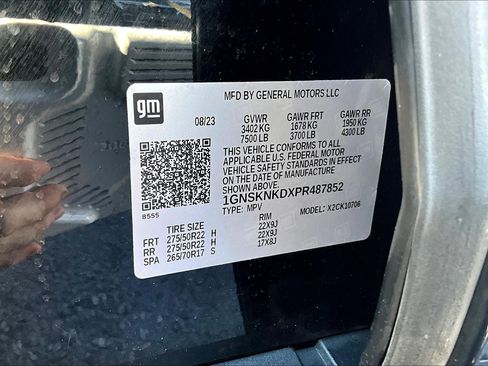 gm
MFD BY GENERAL MOTORS LLC
08/23 GVWR GAWR FRT GAWR RR
3402 KG 1678 KG 1950 KG
7500 LB 3700 LB 4300 LB
THIS VEHICLE CONFORMS TO ALL
APPLICABLE U.S. FEDERAL MOTOR
VEHICLE SAFETY STANDARDS IN
EFFECT ON THE DATE OF MANUFACTURE
SHOWN ABOVE.
1GNSKNKDXPR487852
B555 TYPE: MPV MODEL: X2CK10706
TIRE SIZE RIM
FRT 275/50R22 H 22X9J
RR 275/50R22 H 22X9J
SPA 265/70R17 S 17X8J